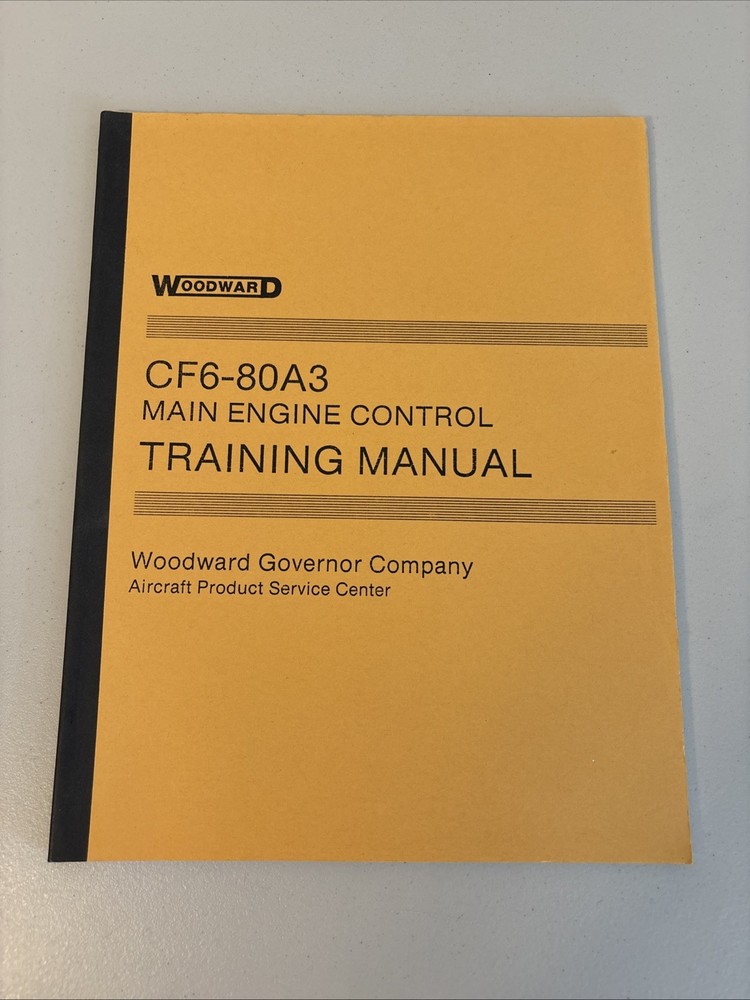 WOODWARD
CF6-80A3
MAIN ENGINE CONTROL
TRAINING MANUAL
Woodward Governor Company
Aircraft Product Service Center